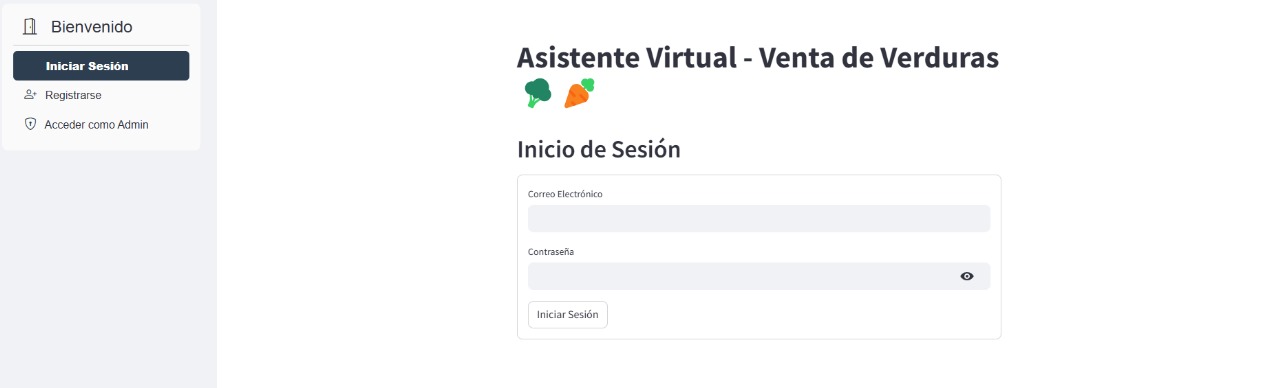 Bienvenido
Iniciar Sesión
Registrarse
Acceder como Admin
Asistente Virtual - Venta de Verduras
Inicio de Sesión
Correo Electrónico
Contraseña
Iniciar Sesión